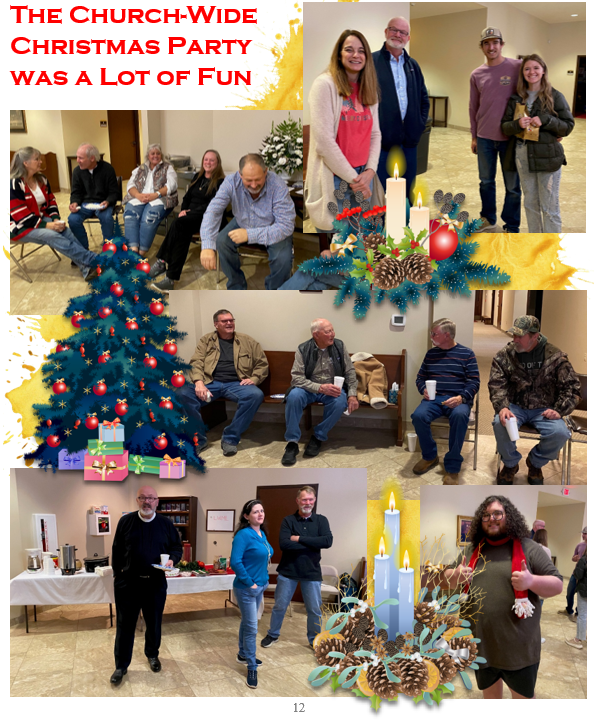 The Church-Wide
Christmas Party
was a Lot of Fun
12